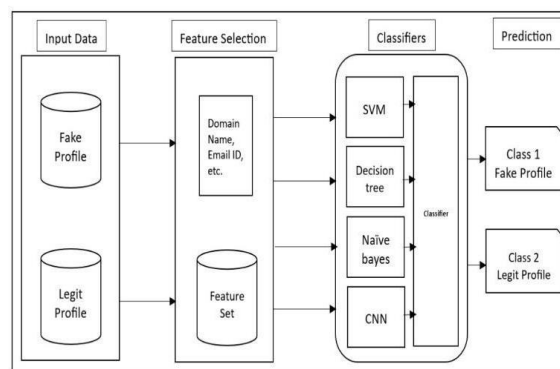 Input Data
Feature Selection
Classifiers
Prediction
Fake
Profile
Legit
Profile
Domain
Name,
Email ID,
etc.
Feature
Set
SVM
Decision
tree
Naïve
bayes
CNN
Classifier
Class 1
Fake Profile
Class 2
Legit Profile